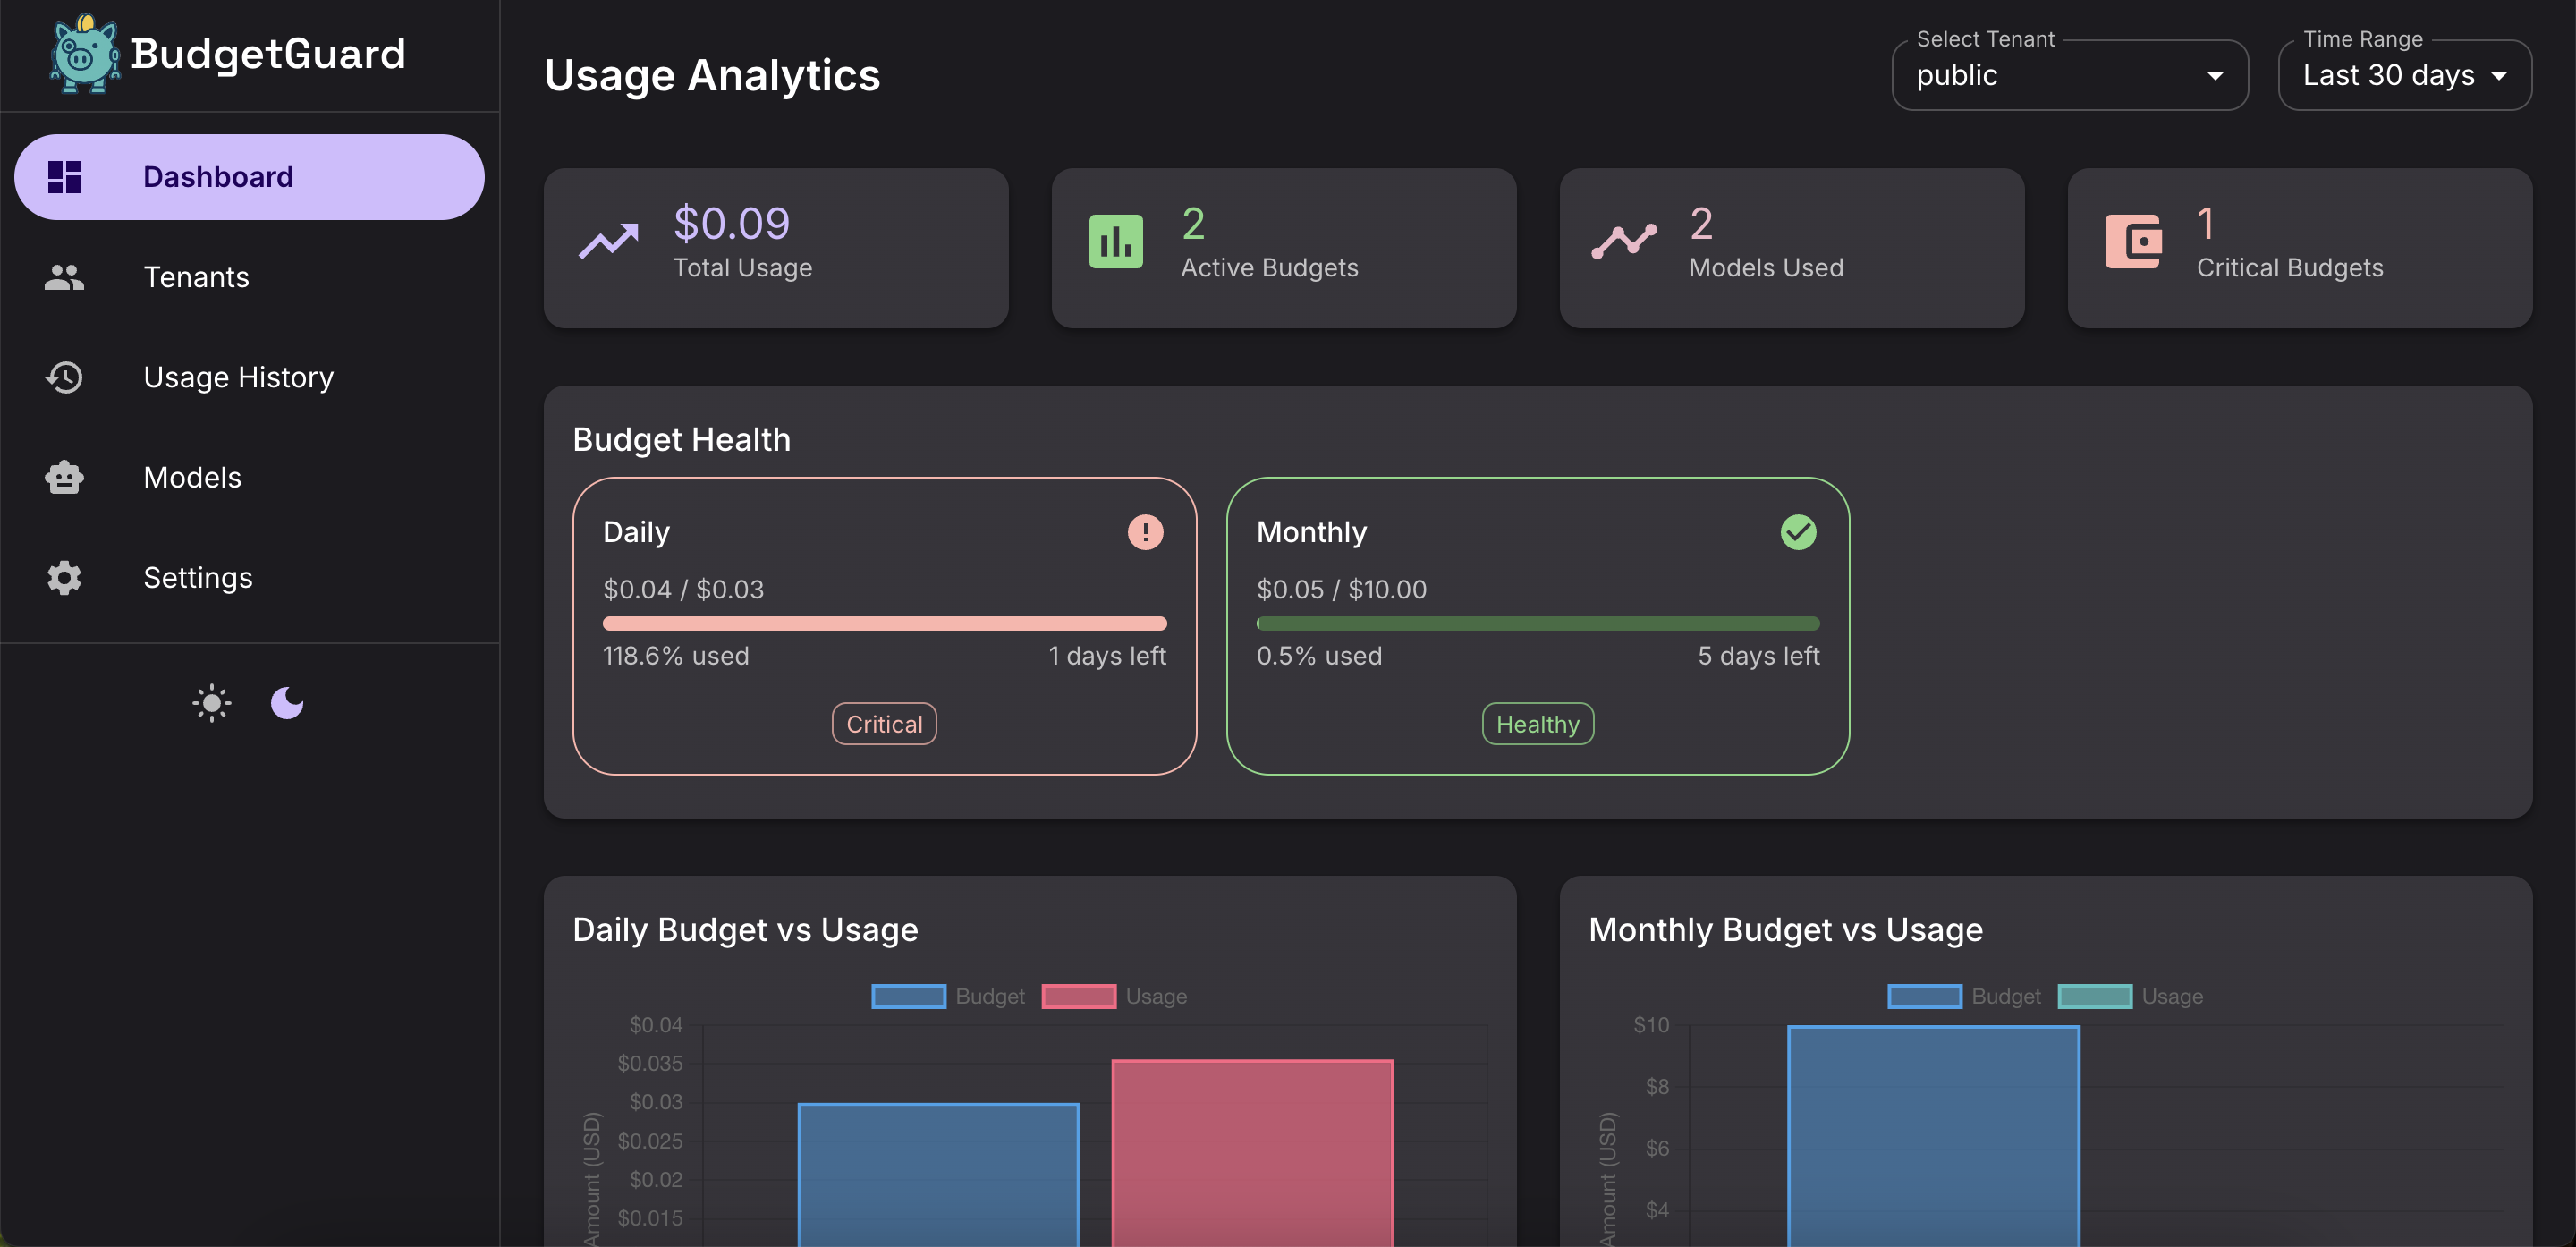 BudgetGuard
Dashboard
Tenants
Usage History
Models
Settings
Usage Analytics
Select Tenant
public
Time Range
Last 30 days
$0.09
Total Usage
2
Active Budgets
2
Models Used
1
Critical Budgets
Budget Health
Daily
$0.04 / $0.03
118.6% used
1 days left
Critical
Monthly
$0.05 / $10.00
0.5% used
5 days left
Healthy
Daily Budget vs Usage
Budget
Usage
$0.04
$0.035
$0.03
$0.025
$0.02
$0.015
Amount (USD)
Monthly Budget vs Usage
Budget
Usage
$10
$8
$6
$4
Amount (USD)